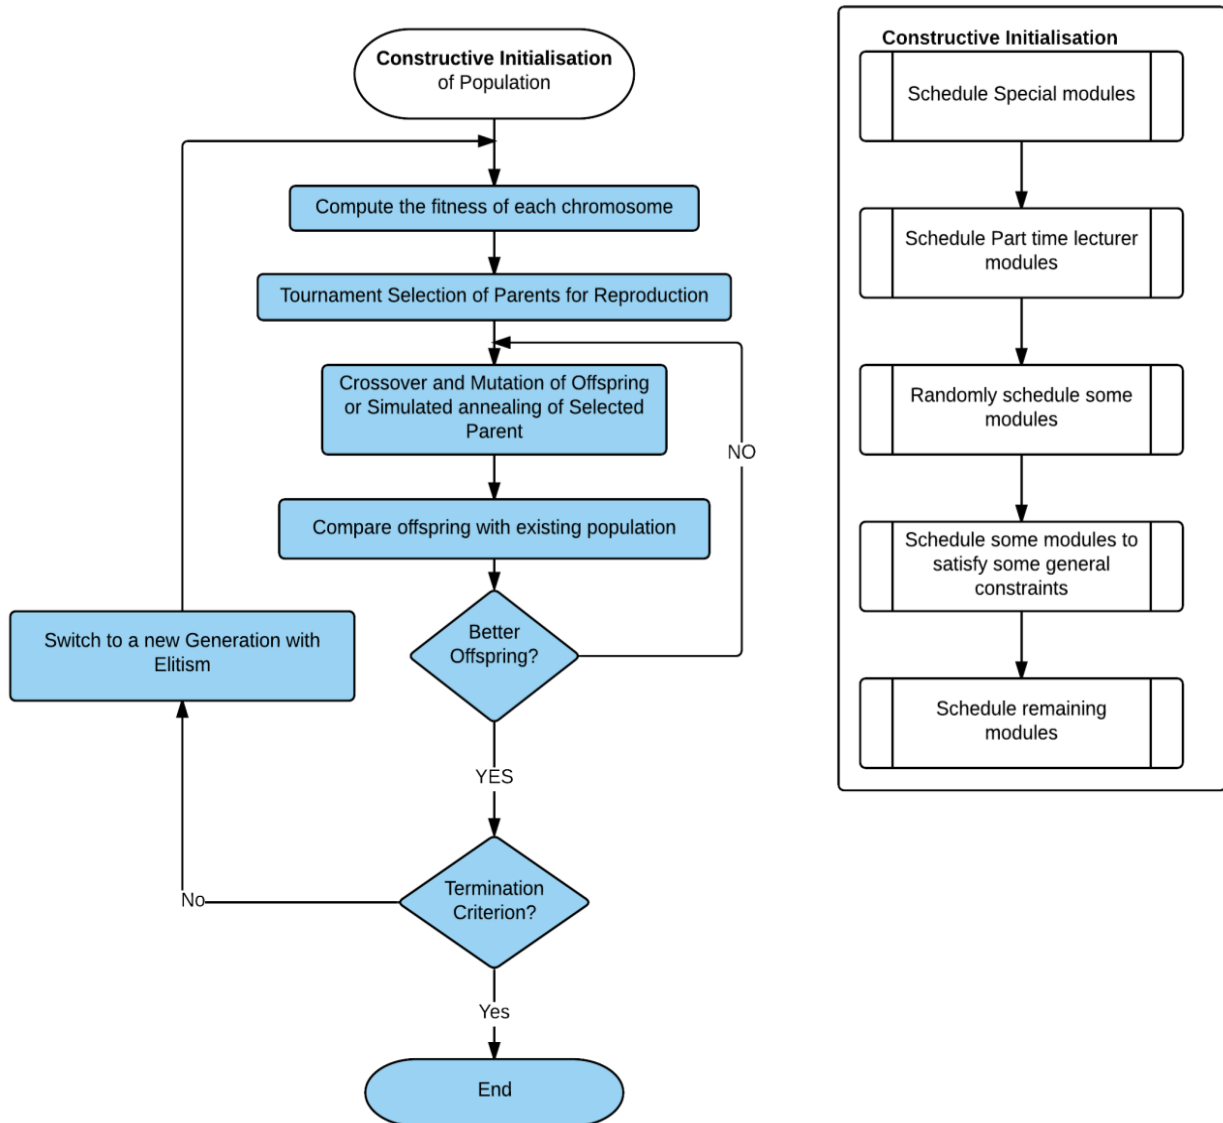 Constructive Initialisation
of Population
Compute the fitness of each chromosome
Tournament Selection of Parents for Reproduction
Crossover and Mutation of Offspring
or Simulated annealing of Selected
Parent
NO
Compare offspring with existing population
Better
Offspring?
Switch to a new Generation with
Elitism
YES
Termination
Criterion?
No
Yes
End
Constructive Initialisation
Schedule Special modules
Schedule Part time lecturer
modules
Randomly schedule some
modules
Schedule some modules to
satisfy some general
constraints
Schedule remaining
modules